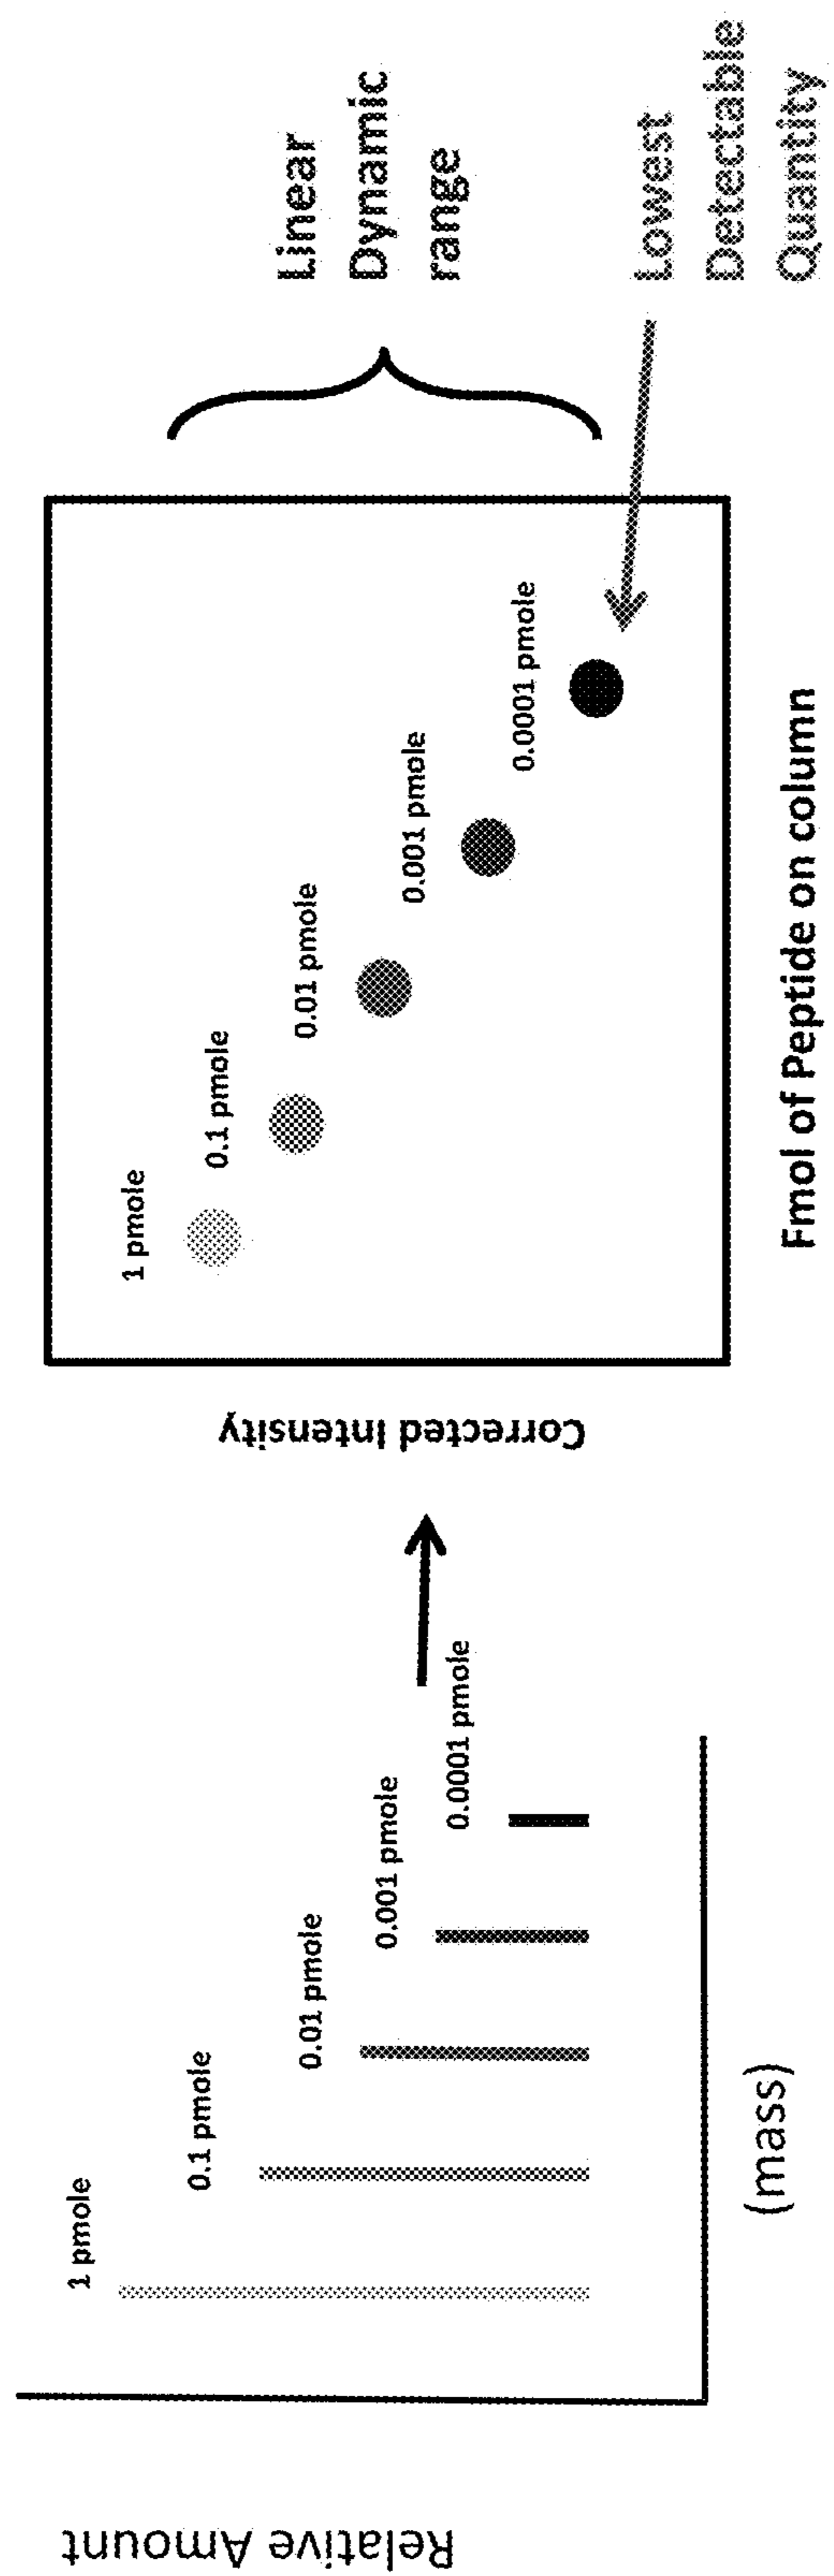 Relative Amount
1 pmole
0.1 pmole
0.01 pmole
0.001 pmole
0.0001 pmole
(mass)
Corrected Intensity
1 pmole
0.1 pmole
0.01 pmole
0.001 pmole
0.0001 pmole
Fmol of Peptide on column
Linear
Dynamic
range
Lowest
Detectable
Quantity